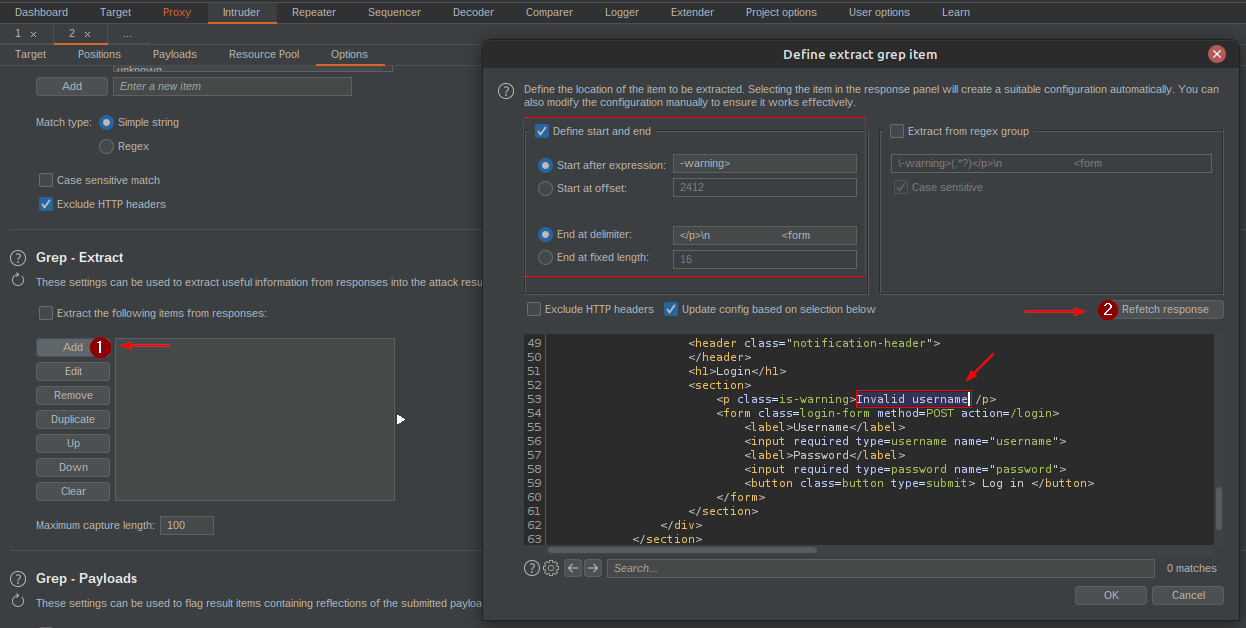 Dashboard Target Proxy Intruder Repeater Sequencer Decoder Comparer Logger Extender Project options User options Learn
1 × 2 × ...
Target Positions Payloads Resource Pool Options
unknown
Add Enter a new item
Match type: Simple string
Regex
Case sensitive match
Exclude HTTP headers
? Grep - Extract
These settings can be used to extract useful information from responses into the attack resu
Extract the following items from responses:
Add 1
Edit
Remove
Duplicate
Up
Down
Clear
Maximum capture length: 100
? Grep - Payloads
These settings can be used to flag result items containing reflections of the submitted payloa
Define extract grep item
? Define the location of the item to be extracted. Selecting the item in the response panel will create a suitable configuration automatically. You can
also modify the configuration manually to ensure it works effectively.
Define start and end
Start after expression: -warning>
Start at offset: 2412
End at delimiter: </p>\n <form
End at fixed length: 16
Extract from regex group
\-warning>(.*?)</p>\n <form
Case sensitive
Exclude HTTP headers Update config based on selection below 2 Refetch response
49 <header class="notification-header">
50 </header>
51 <h1>Login</h1>
52 <section>
53 <p class=is-warning>Invalid username /p>
54 <form class=login-form method=POST action=/login>
55 <label>Username</label>
56 <input required type=username name="username">
57 <label>Password</label>
58 <input required type=password name="password">
59 <button class=button type=submit> Log in </button>
60 </form>
61 </section>
62 </div>
63 </section>
? Search... 0 matches
OK Cancel